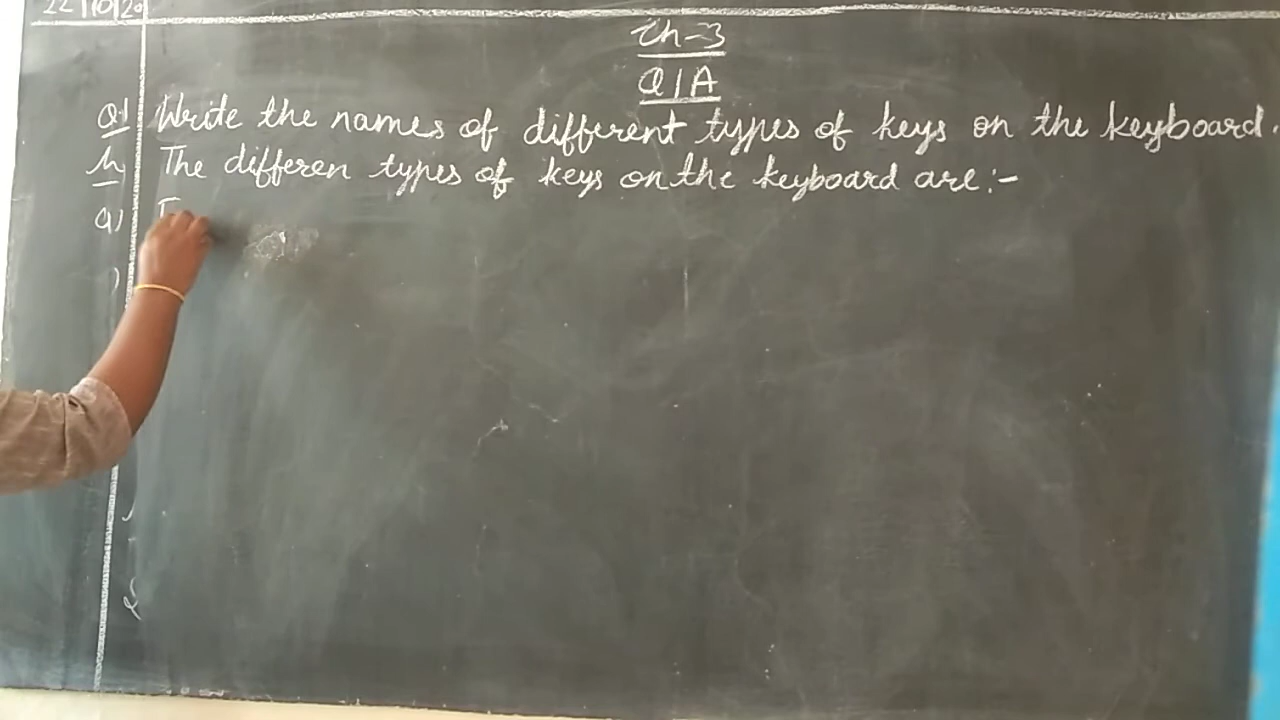 22/10/20
Ch-3
Q/A
Q1 Write the names of different types of keys on the keyboard.
The differen types of keys on the keyboard are:-
a)